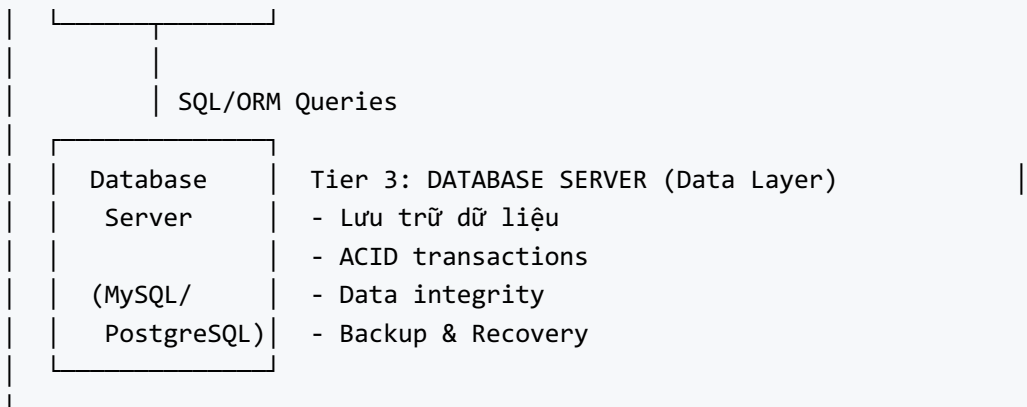 SQL/ORM Queries
Database Tier 3: DATABASE SERVER (Data Layer)
Server - Lưu trữ dữ liệu
- ACID transactions
(MySQL/ - Data integrity
PostgreSQL) - Backup & Recovery